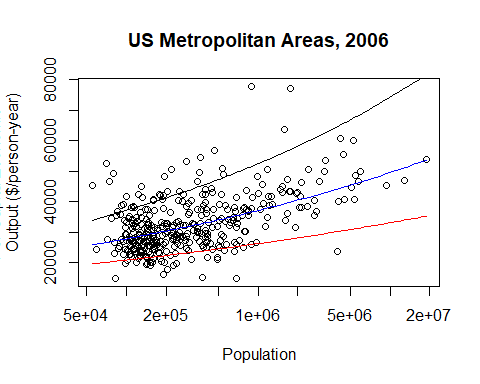 US Metropolitan Areas, 2006
Output ($/person-year)
80000
60000
40000
20000
5e+04 2e+05 1e+06 5e+06 2e+07
Population